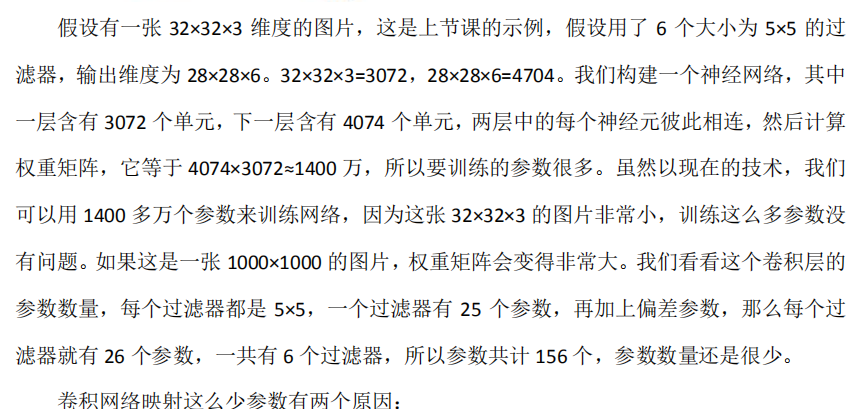 假设有一张 32×32×3 维度的图片，这是上节课的示例，假设用了 6 个大小为 5×5 的过
滤器，输出维度为 28×28×6。32×32×3=3072，28×28×6=4704。我们构建一个神经网络，其中
一层含有 3072 个单元，下一层含有 4074 个单元，两层中的每个神经元彼此相连，然后计算
权重矩阵，它等于 4074×3072≈1400 万，所以要训练的参数很多。虽然以现在的技术，我们
可以用 1400 多万个参数来训练网络，因为这张 32×32×3 的图片非常小，训练这么多参数没
有问题。如果这是一张 1000×1000 的图片，权重矩阵会变得非常大。我们看看这个卷积层的
参数数量，每个过滤器都是 5×5，一个过滤器有 25 个参数，再加上偏差参数，那么每个过
滤器就有 26 个参数，一共有 6 个过滤器，所以参数共计 156 个，参数数量还是很少。
卷积网络映射这么少参数有两个原因：